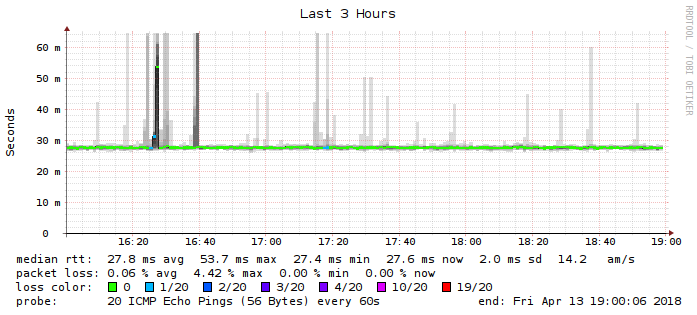 Last 3 Hours
RRDTOOL / TOBI OETIKER
Seconds
60 m
50 m
40 m
30 m
20 m
10 m
0
16:20 16:40 17:00 17:20 17:40 18:00 18:20 18:40 19:00
median rtt: 27.8 ms avg 53.7 ms max 27.4 ms min 27.6 ms now 2.0 ms sd 14.2 am/s
packet loss: 0.06 % avg 4.42 % max 0.00 % min 0.00 % now
loss color: 0 1/20 2/20 3/20 4/20 10/20 19/20
probe: 20 ICMP Echo Pings (56 Bytes) every 60s end: Fri Apr 13 19:00:06 2018